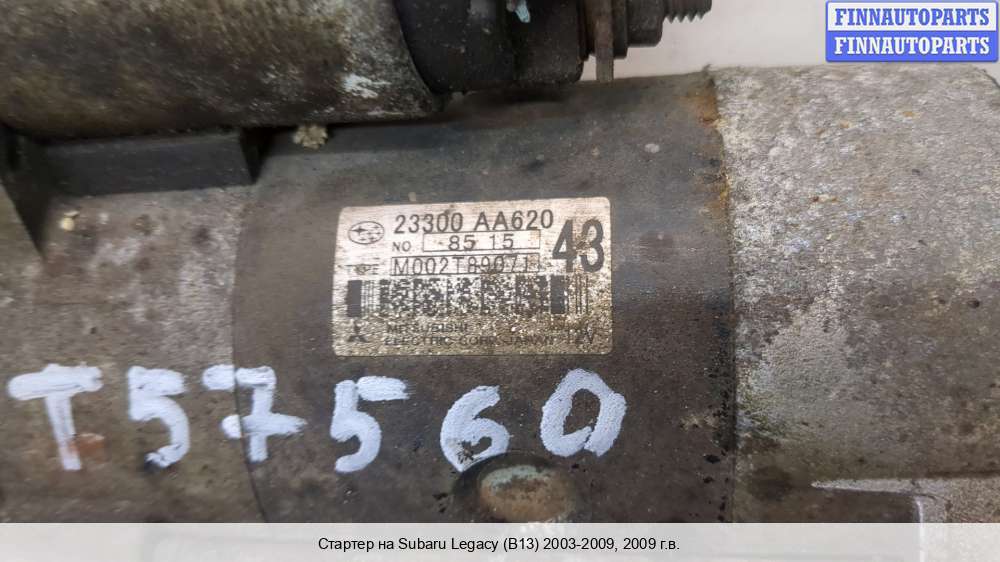 FINNAUTOPARTS
FINNAUTOPARTS
23300 AA620
NO 85 15
43
TYPE M002T89071
MITSUBISHI
ELECTRIC CORP. JAPAN 12V
T57560
Стартер на Subaru Legacy (B13) 2003-2009, 2009 г.в.